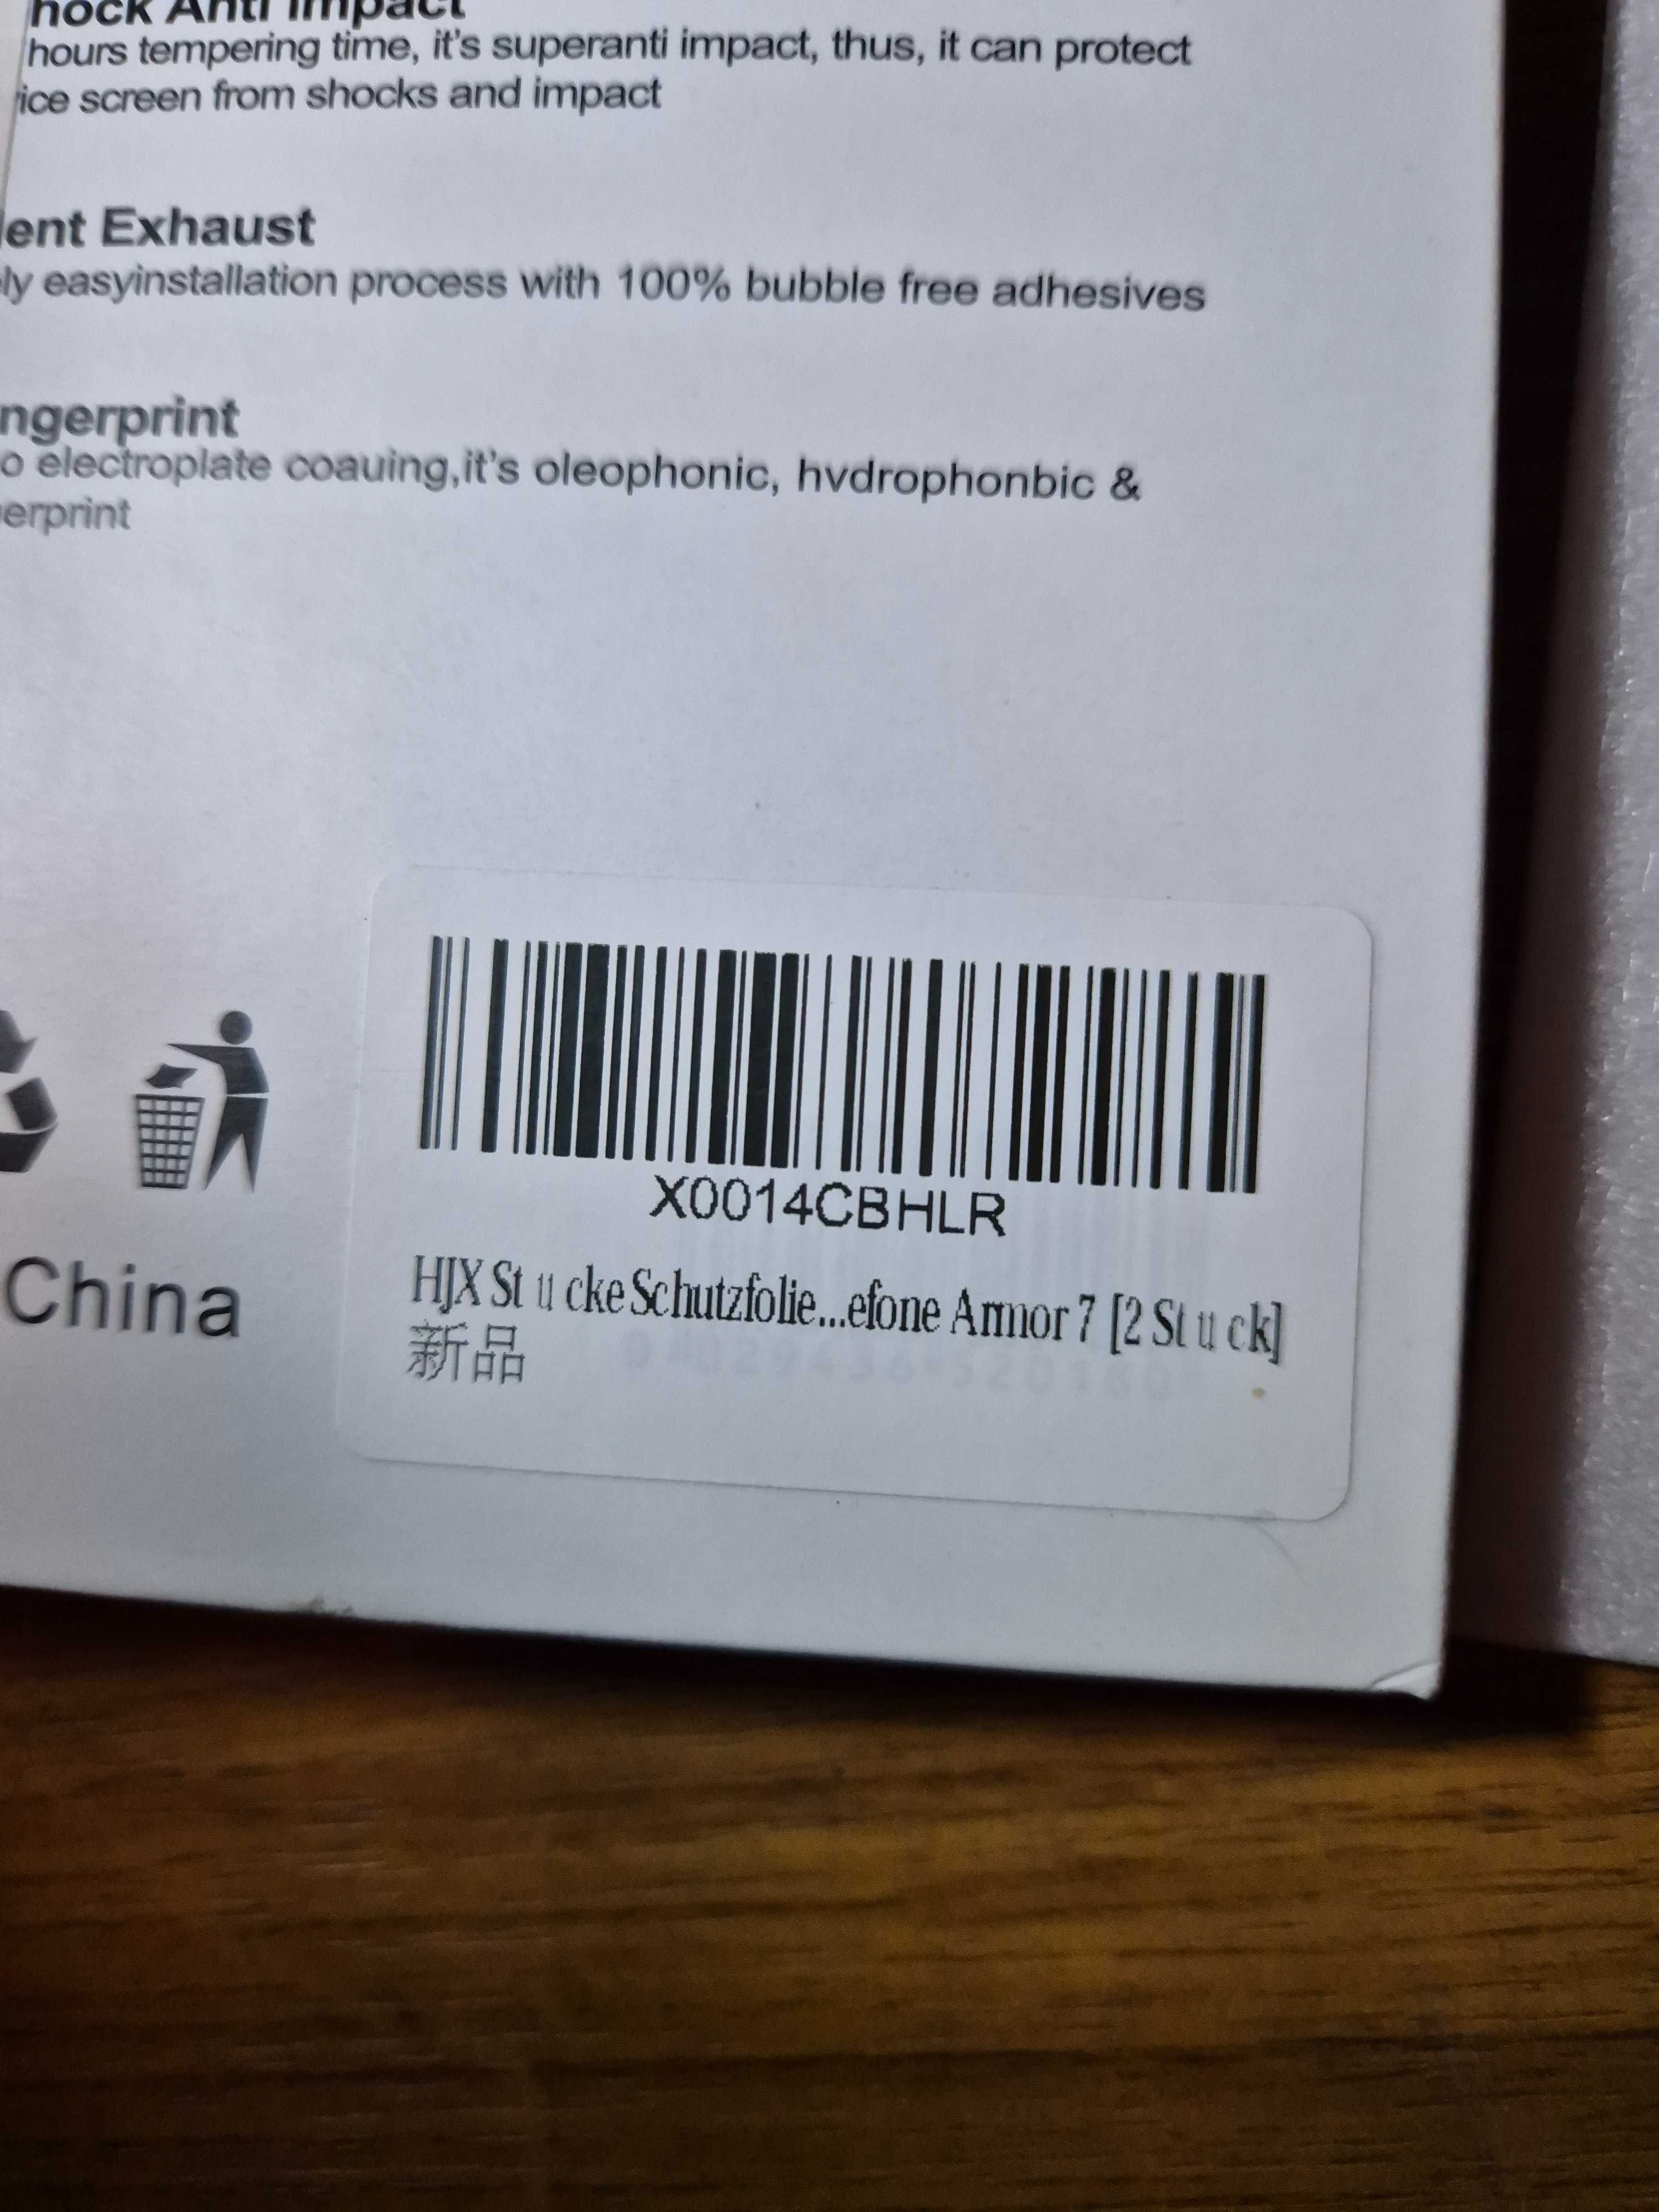 hock Anti Impact
hours tempering time, it's superanti impact, thus, it can protect
ice screen from shocks and impact
ent Exhaust
ly easyinstallation process with 100% bubble free adhesives
ngerprint
o electroplate coauing,it's oleophonic, hvdrophonbic &
erprint
X0014CBHLR
HJX St u cke Schutzfolie...efone Armor 7 [2 St u ck]
新品
China